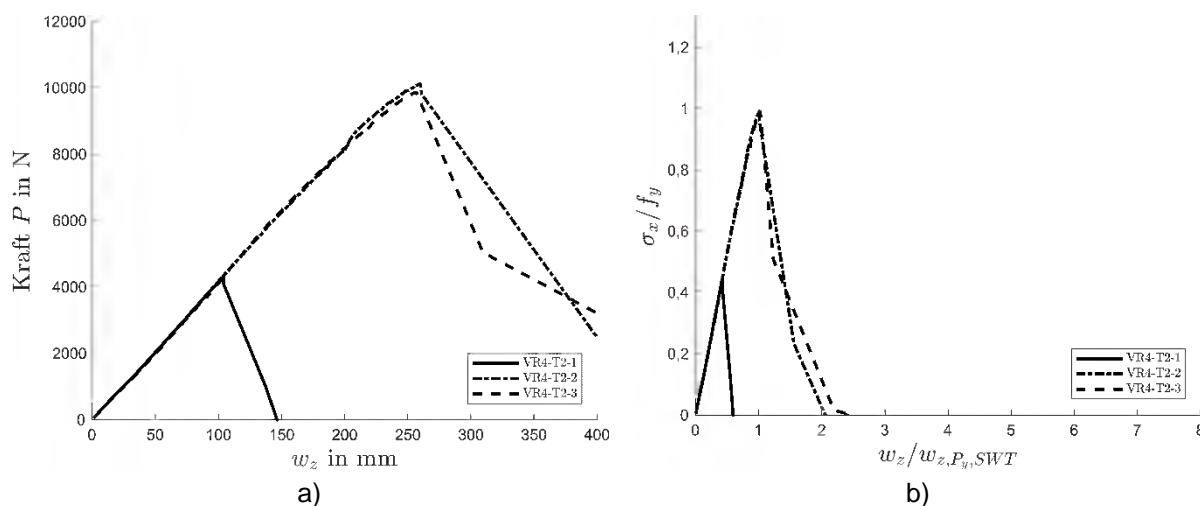 12000
10000
8000
6000
4000
2000
0
Kraft P in N
0 50 100 150 200 250 300 350 400
w_z in mm
VR4-T2-1
VR4-T2-2
VR4-T2-3
a)
1,2
1
0,8
0,6
0,4
0,2
0
σ_x/f_y
0 1 2 3 4 5 6 7 8
w_z/w_{z,P_y,SWT}
VR4-T2-1
VR4-T2-2
VR4-T2-3
b)